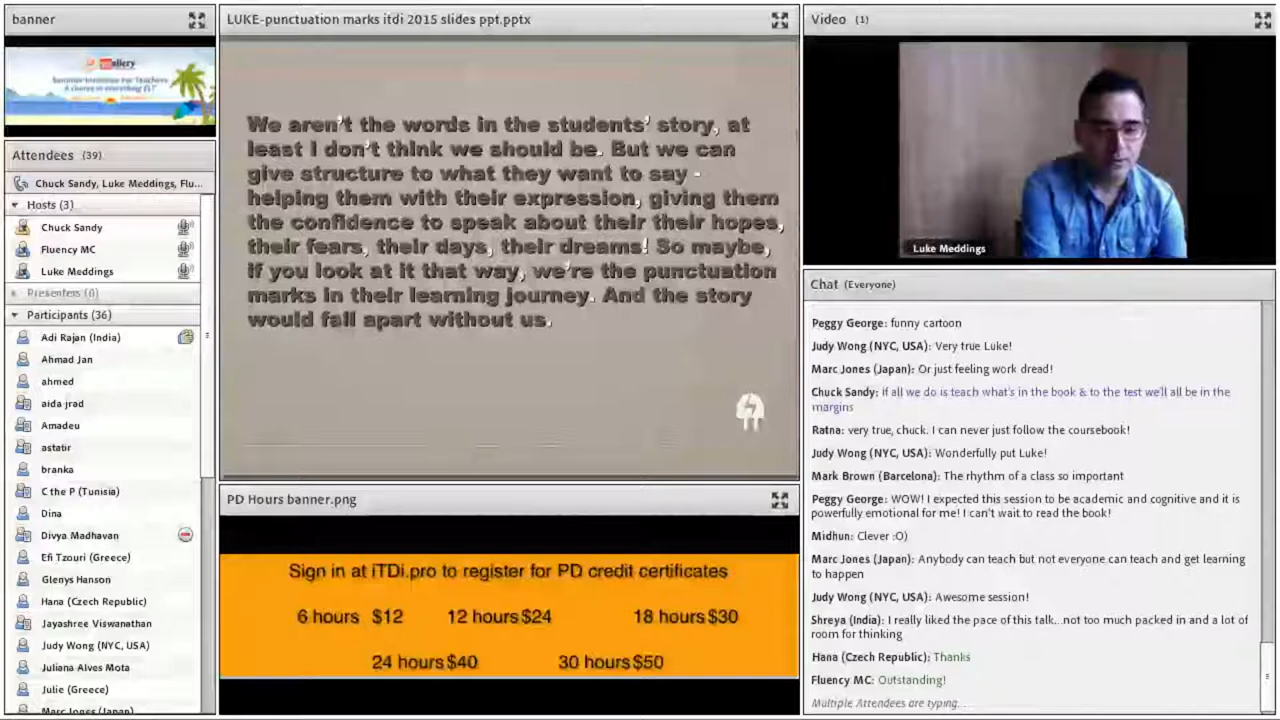 banner
Summer Institute For Teachers
Attendees (39)
Chuck Sandy, Luke Meddings, Flu...
Hosts (3)
Chuck Sandy
Fluency MC
Luke Meddings
Presenters (0)
Participants (36)
Adi Rajan (India)
Ahmad Jan
ahmed
aida jrad
Amadeu
astatir
branka
C the P (Tunisia)
Dina
Divya Madhavan
Efi Tzouri (Greece)
Glenys Hanson
Hana (Czech Republic)
Jayashree Viswanathan
Judy Wong (NYC, USA)
Juliana Alves Mota
Julie (Greece)
Marc Jones (Japan)
LUKE-punctuation marks itdi 2015 slides ppt.pptx
We aren't the words in the students' story, at
least I don't think we should be. But we can
give structure to what they want to say -
helping them with their expression, giving them
the confidence to speak about their their hopes,
their fears, their days, their dreams! So maybe,
if you look at it that way, we're the punctuation
marks in their learning journey. And the story
would fall apart without us.
PD Hours banner.png
Sign in at iTDi.pro to register for PD credit certificates
6 hours $12 12 hours $24 18 hours $30
24 hours $40 30 hours $50
Video (1)
Luke Meddings
Chat (Everyone)
Peggy George: funny cartoon
Judy Wong (NYC, USA): Very true Luke!
Marc Jones (Japan): Or just feeling work dread!
Chuck Sandy: if all we do is teach what's in the book & to the test we'll all be in the
margins
Ratna: very true, chuck. I can never just follow the coursebook!
Judy Wong (NYC, USA): Wonderfully put Luke!
Mark Brown (Barcelona): The rhythm of a class so important
Peggy George: WOW! I expected this session to be academic and cognitive and it is
powerfully emotional for me! I can't wait to read the book!
Midhun: Clever :O)
Marc Jones (Japan): Anybody can teach but not everyone can teach and get learning
to happen
Judy Wong (NYC, USA): Awesome session!
Shreya (India): I really liked the pace of this talk...not too much packed in and a lot of
room for thinking
Hana (Czech Republic): Thanks
Fluency MC: Outstanding!
Multiple Attendees are typing...